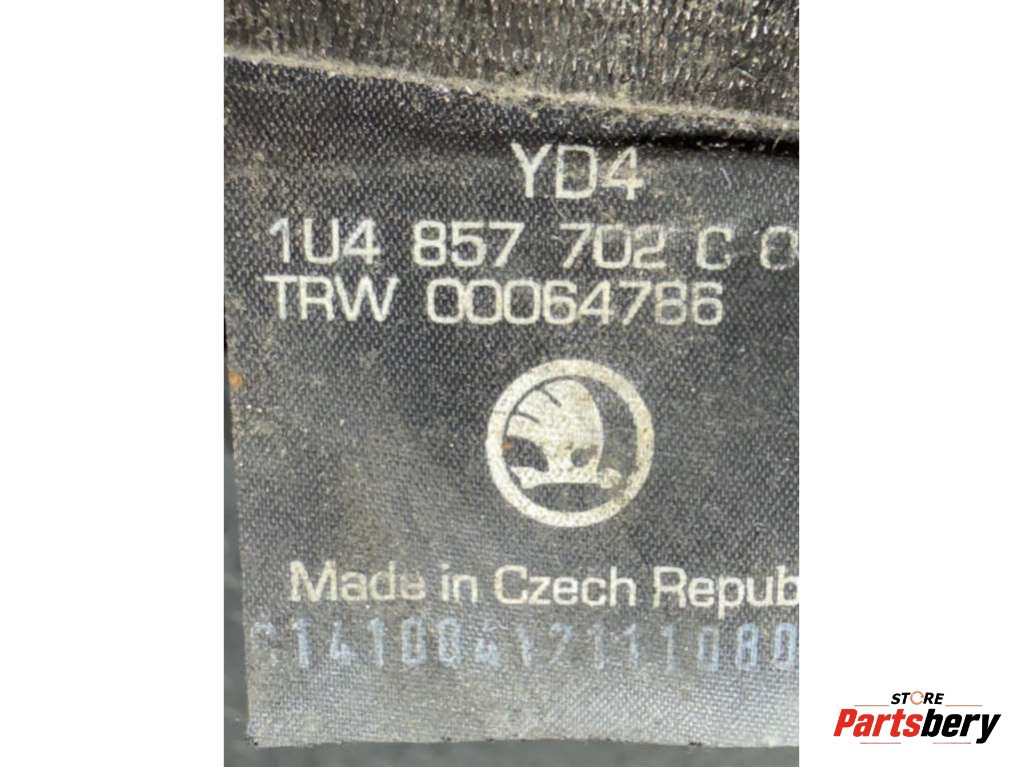 YD4
1U4 857 702 C
TRW 00064786
Made in Czech Repub
STORE
Partsbery